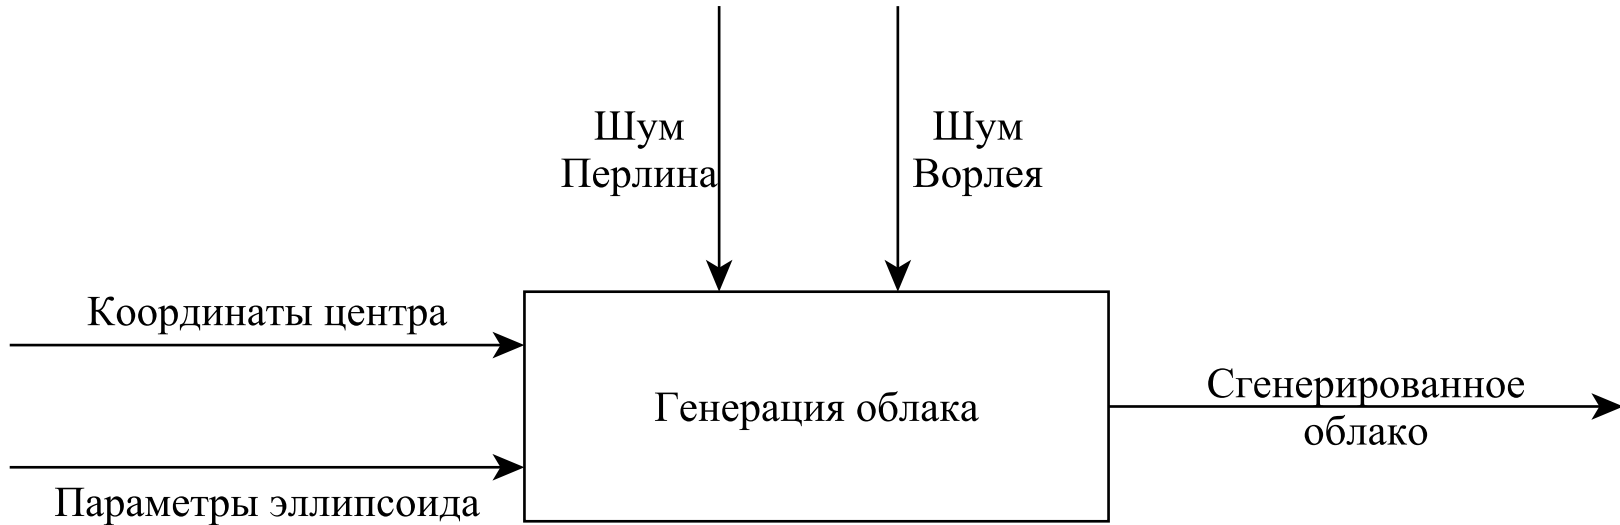 Шум
Перлина
Шум
Ворлея
Координаты центра
Генерация облака
Сгенерированное
облако
Параметры эллипсоида